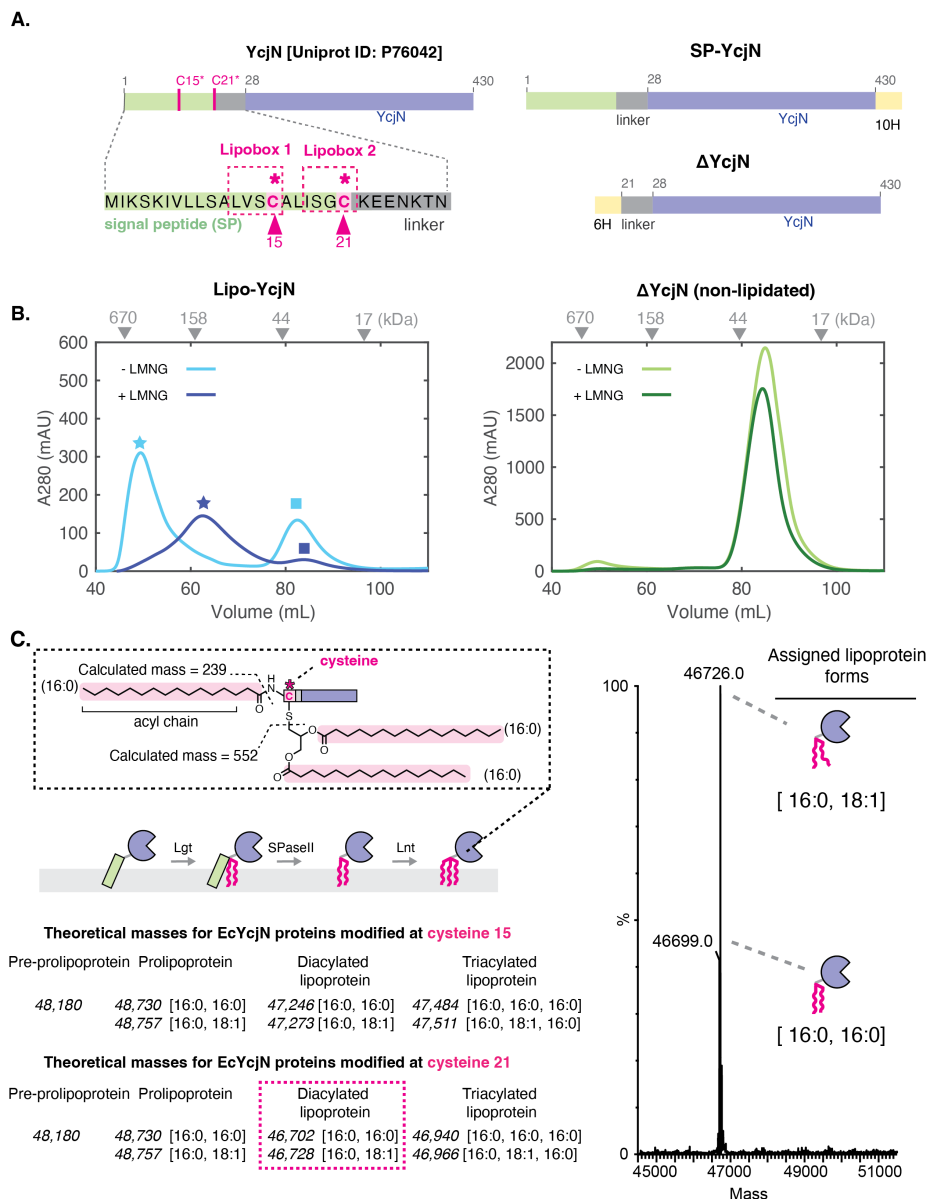 A.
YcjN [Uniprot ID: P76042]
1
C15*
C21*
28
430
YcjN
Lipobox 1
Lipobox 2
*
*
MIKSKIVLLSALVSCALISGCKEENKTN
signal peptide (SP)
linker
15
21
SP-YcjN
1
28
430
linker
YcjN
10H
ΔYcjN
21
28
430
6H
linker
YcjN
B.
Lipo-YcjN
670
158
44
17 (kDa)
600
500
400
300
200
100
0
A280 (mAU)
- LMNG
+ LMNG
40
60
80
100
Volume (mL)
ΔYcjN (non-lipidated)
670
158
44
17 (kDa)
2000
1500
1000
500
0
A280 (mAU)
- LMNG
+ LMNG
40
60
80
100
Volume (mL)
C.
cysteine
Calculated mass = 239
(16:0)
H
N
O
*
C
acyl chain
S
Calculated mass = 552
O
O
(16:0)
O
O
(16:0)
Lgt
SPaseII
Lnt
Theoretical masses for EcYcjN proteins modified at cysteine 15
Pre-prolipoprotein Prolipoprotein Diacylated lipoprotein Triacylated lipoprotein
48,180 48,730 [16:0, 16:0] 47,246 [16:0, 16:0] 47,484 [16:0, 16:0, 16:0]
48,757 [16:0, 18:1] 47,273 [16:0, 18:1] 47,511 [16:0, 18:1, 16:0]
Theoretical masses for EcYcjN proteins modified at cysteine 21
Pre-prolipoprotein Prolipoprotein Diacylated lipoprotein Triacylated lipoprotein
48,180 48,730 [16:0, 16:0] 46,702 [16:0, 16:0] 46,940 [16:0, 16:0, 16:0]
48,757 [16:0, 18:1] 46,728 [16:0, 18:1] 46,966 [16:0, 18:1, 16:0]
Assigned lipoprotein
forms
46726.0
100
[ 16:0, 18:1]
%
46699.0
[ 16:0, 16:0]
0
45000
47000
49000
51000
Mass